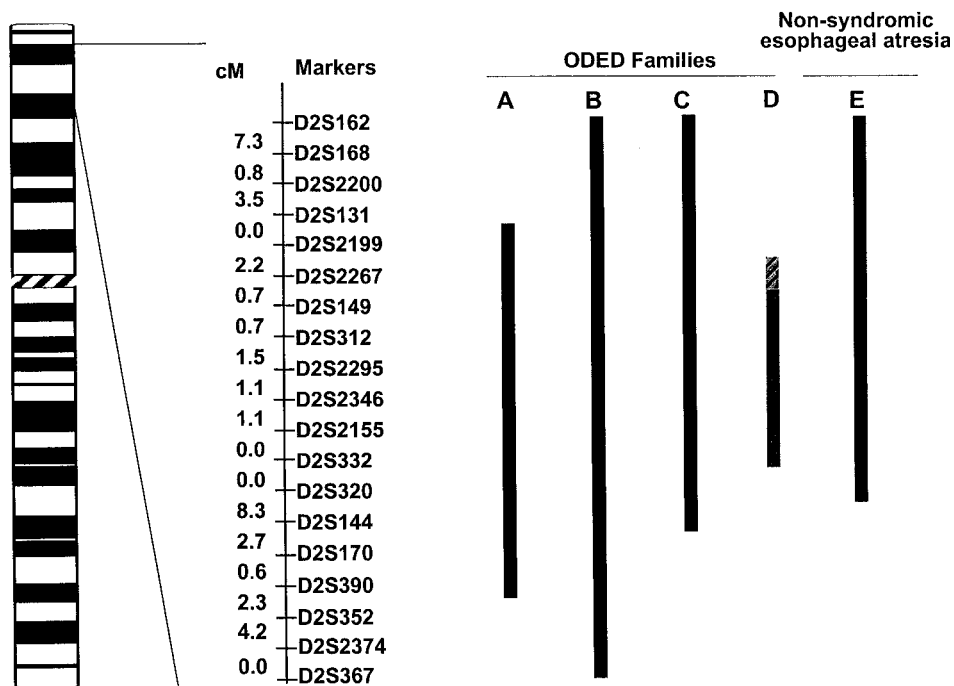 Non-syndromic
esophageal atresia
ODED Families
cM Markers
A B C D E
D2S162
7.3
D2S168
0.8
D2S2200
3.5
D2S131
0.0
D2S2199
2.2
D2S2267
0.7
D2S149
0.7
D2S312
1.5
D2S2295
1.1
D2S2346
1.1
D2S2155
0.0
D2S332
0.0
D2S320
8.3
D2S144
2.7
D2S170
0.6
D2S390
2.3
D2S352
4.2
D2S2374
0.0
D2S367